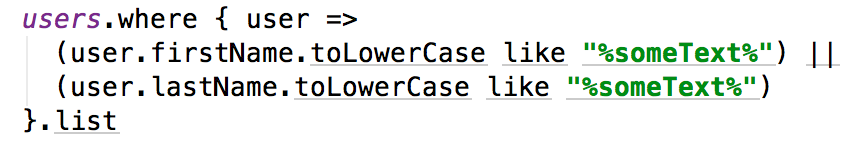 users.where { user =>
  (user.firstName.toLowerCase like "%someText%") ||
  (user.lastName.toLowerCase like "%someText%")
}.list